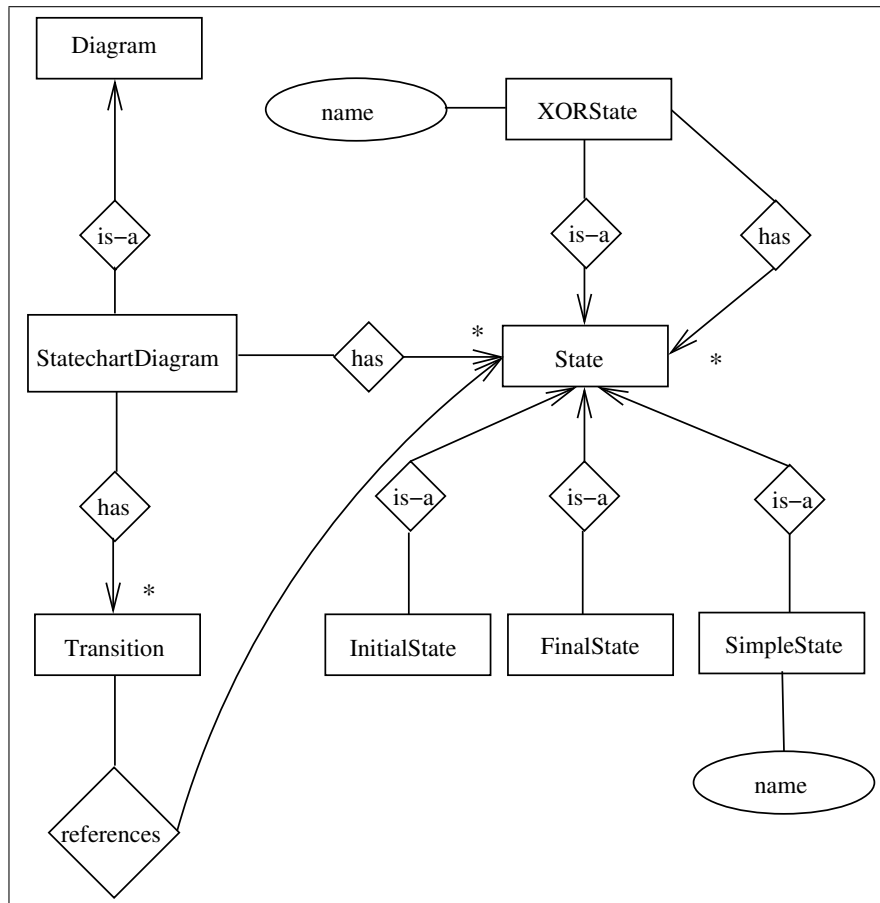 Diagram
name
XORState
is-a
is-a
has
StatechartDiagram
has
*
State
*
has
is-a
is-a
is-a
*
Transition
InitialState
FinalState
SimpleState
name
references